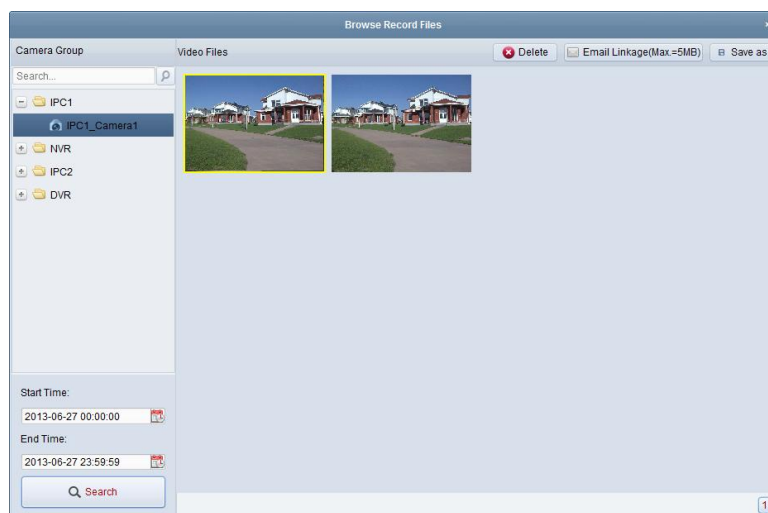 Browse Record Files
Camera Group
Video Files
Delete
Email Linkage(Max.=5MB)
Save as
Search...
IPC1
IPC1_Camera1
NVR
IPC2
DVR
Start Time:
2013-06-27 00:00:00
End Time:
2013-06-27 23:59:59
Search
1